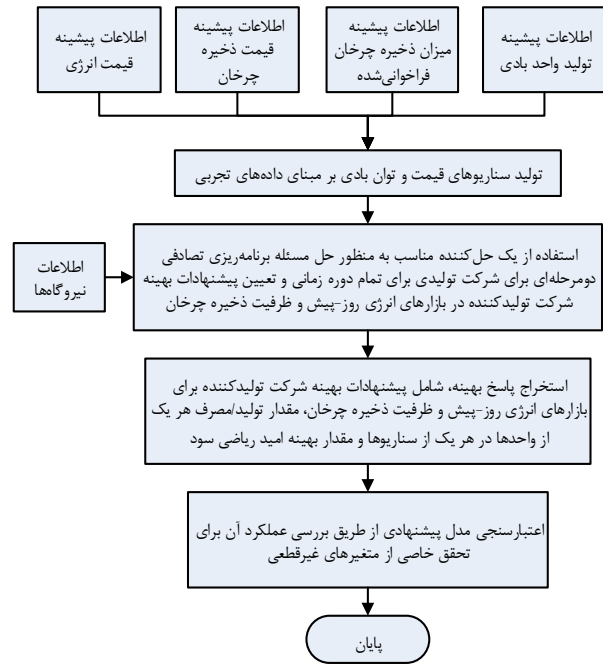 اطلاعات پیشینه
تولید واحد بادی
اطلاعات پیشینه
میزان ذخیره چرخان
فراخوانی‌شده
اطلاعات پیشینه
قیمت ذخیره
چرخان
اطلاعات پیشینه
قیمت انرژی
تولید سناریوهای قیمت و توان بادی بر مبنای داده‌های تجربی
اطلاعات
نیروگاه‌ها
استفاده از یک حل‌کننده مناسب به منظور حل مسئله برنامه‌ریزی تصادفی
دومرحله‌ای برای شرکت تولیدی برای تمام دوره زمانی و تعیین پیشنهادات بهینه
شرکت تولیدکننده در بازارهای انرژی روز-پیش و ظرفیت ذخیره چرخان
استخراج پاسخ بهینه، شامل پیشنهادات بهینه شرکت تولیدکننده برای
بازارهای انرژی روز-پیش و ظرفیت ذخیره چرخان، مقدار تولید/مصرف هر یک
از واحدها در هر یک از سناریوها و مقدار بهینه امید ریاضی سود
اعتبارسنجی مدل پیشنهادی از طریق بررسی عملکرد آن برای
تحقق خاصی از متغیرهای غیرقطعی
پایان